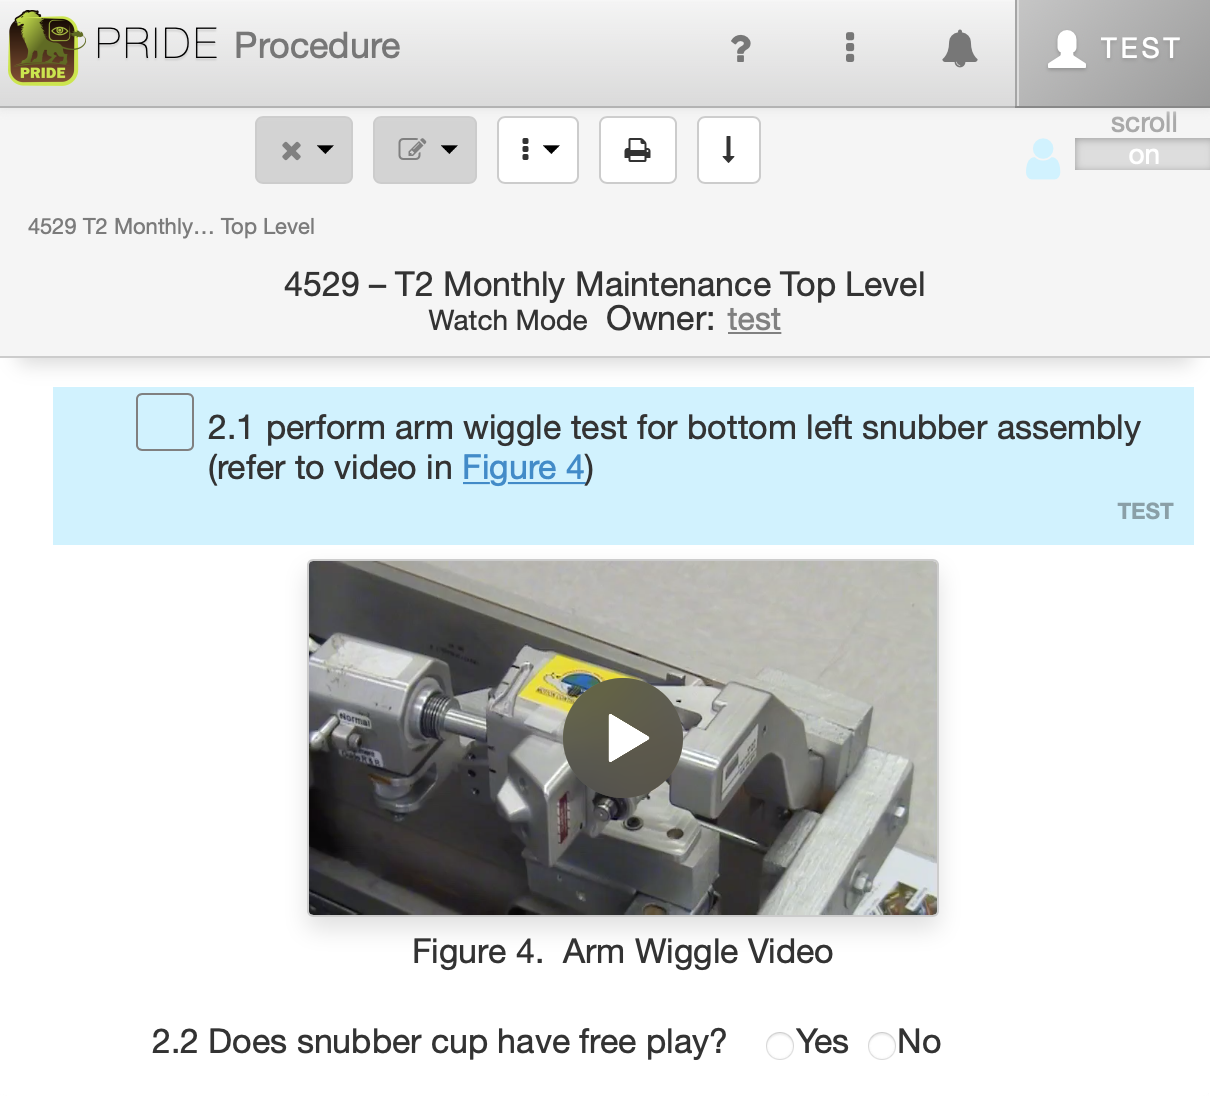 PRIDE
PRIDE Procedure
?
TEST
scroll
on
4529 T2 Monthly... Top Level
4529 – T2 Monthly Maintenance Top Level
Watch Mode Owner: test
2.1 perform arm wiggle test for bottom left snubber assembly
(refer to video in Figure 4)
TEST
Normal
Figure 4. Arm Wiggle Video
2.2 Does snubber cup have free play? Yes No